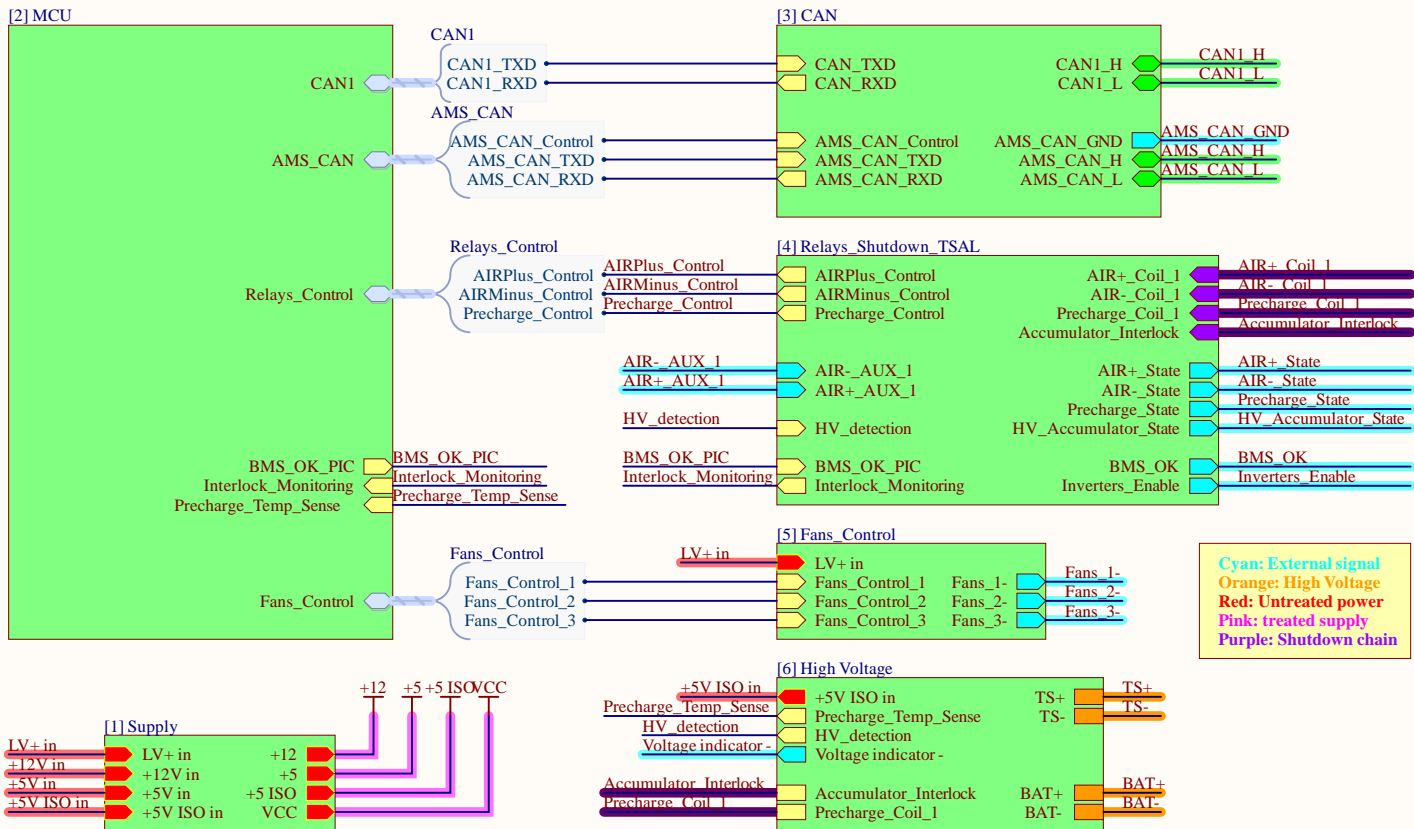 [2] MCU
CAN1
AMS_CAN
Relays_Control
BMS_OK_PIC
Interlock_Monitoring
Precharge_Temp_Sense
Fans_Control
BMS_OK_PIC
Interlock_Monitoring
Precharge_Temp_Sense
CAN1
CAN1_TXD
CAN1_RXD
AMS_CAN
AMS_CAN_Control
AMS_CAN_TXD
AMS_CAN_RXD
Relays_Control
AIRPlus_Control
AIRMinus_Control
Precharge_Control
AIRPlus_Control
AIRMinus_Control
Precharge_Control
Fans_Control
Fans_Control_1
Fans_Control_2
Fans_Control_3
[3] CAN
CAN_TXD
CAN_RXD
AMS_CAN_Control
AMS_CAN_TXD
AMS_CAN_RXD
CAN1_H
CAN1_L
AMS_CAN_GND
AMS_CAN_H
AMS_CAN_L
CAN1_H
CAN1_L
AMS_CAN_GND
AMS_CAN_H
AMS_CAN_L
[4] Relays_Shutdown_TSAL
AIR-_AUX_1
AIR+_AUX_1
HV_detection
BMS_OK_PIC
Interlock_Monitoring
AIRPlus_Control
AIRMinus_Control
Precharge_Control
AIR-_AUX_1
AIR+_AUX_1
HV_detection
BMS_OK_PIC
Interlock_Monitoring
AIR+_Coil_1
AIR-_Coil_1
Precharge_Coil_1
Accumulator_Interlock
AIR+_State
AIR-_State
Precharge_State
HV_Accumulator_State
BMS_OK
Inverters_Enable
AIR+_Coil_1
AIR-_Coil_1
Precharge_Coil_1
Accumulator_Interlock
AIR+_State
AIR-_State
Precharge_State
HV_Accumulator_State
BMS_OK
Inverters_Enable
[5] Fans_Control
LV+ in
LV+ in
Fans_Control_1
Fans_Control_2
Fans_Control_3
Fans_1-
Fans_2-
Fans_3-
Fans_1-
Fans_2-
Fans_3-
Cyan: External signal
Orange: High Voltage
Red: Untreated power
Pink: treated supply
Purple: Shutdown chain
[1] Supply
LV+ in
+12V in
+5V in
+5V ISO in
LV+ in
+12V in
+5V in
+5V ISO in
+12
+5
+5 ISO
VCC
+12
+5
+5 ISO
VCC
[6] High Voltage
+5V ISO in
Precharge_Temp_Sense
HV_detection
Voltage indicator -
Accumulator_Interlock
Precharge_Coil_1
+5V ISO in
Precharge_Temp_Sense
HV_detection
Voltage indicator -
Accumulator_Interlock
Precharge_Coil_1
TS+
TS-
BAT+
BAT-
TS+
TS-
BAT+
BAT-